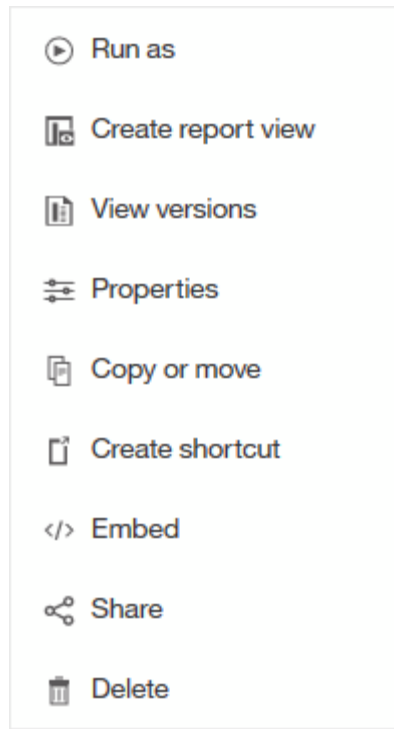 Run as
Create report view
View versions
Properties
Copy or move
Create shortcut
Embed
Share
Delete